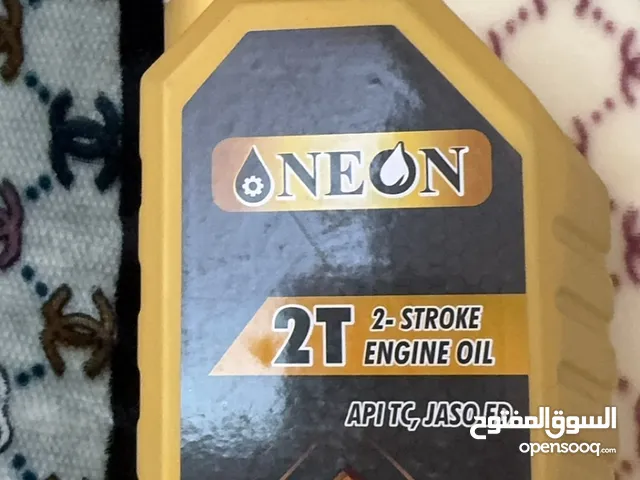 NEON
2T 2- STROKE
ENGINE OIL
API TC, JASO FD
السوق المفتوح
opensooq.com